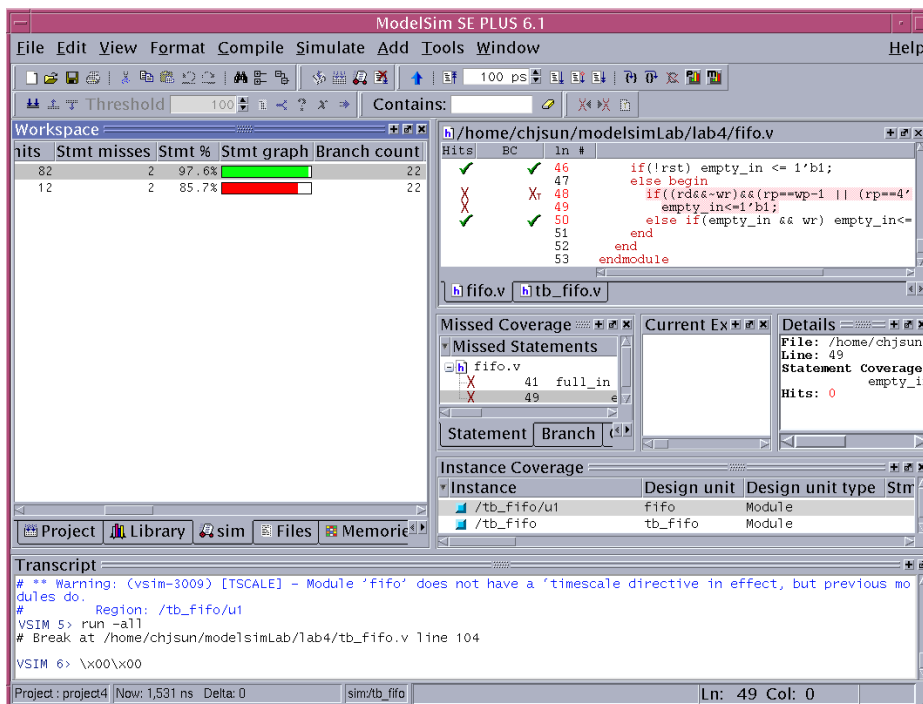 ModelSim SE PLUS 6.1
File Edit View Format Compile Simulate Add Tools Window Help
100 ps
Threshold 100 Contains:
Workspace
hits Stmt misses Stmt % Stmt graph Branch count
82 2 97.6% 22
12 2 85.7% 22
Project Library sim Files Memorie
/home/chjsun/modelsimLab/lab4/fifo.v
Hits BC ln #
46 if(!rst) empty_in <= 1'b1;
47 else begin
48 if((rd&&~wr)&&(rp==wp-1 || (rp==4'
49 empty_in<=1'b1;
50 else if(empty_in && wr) empty_in<=
51 end
52 end
53 endmodule
fifo.v tb_fifo.v
Missed Coverage
Missed Statements
fifo.v
41 full_in
49 e
Statement Branch
Current Ex
Details
File: /home/chjsun
Line: 49
Statement Coverage
empty_i
Hits: 0
Instance Coverage
Instance Design unit Design unit type Stm
/tb_fifo/u1 fifo Module
/tb_fifo tb_fifo Module
Transcript
# ** Warning: (vsim-3009) [TSCALE] - Module 'fifo' does not have a 'timescale directive in effect, but previous mo
dules do.
# Region: /tb_fifo/u1
VSIM 5> run -all
# Break at /home/chjsun/modelsimLab/lab4/tb_fifo.v line 104
VSIM 6> \x00\x00
Project : project4 Now: 1,531 ns Delta: 0 sim:/tb_fifo Ln: 49 Col: 0